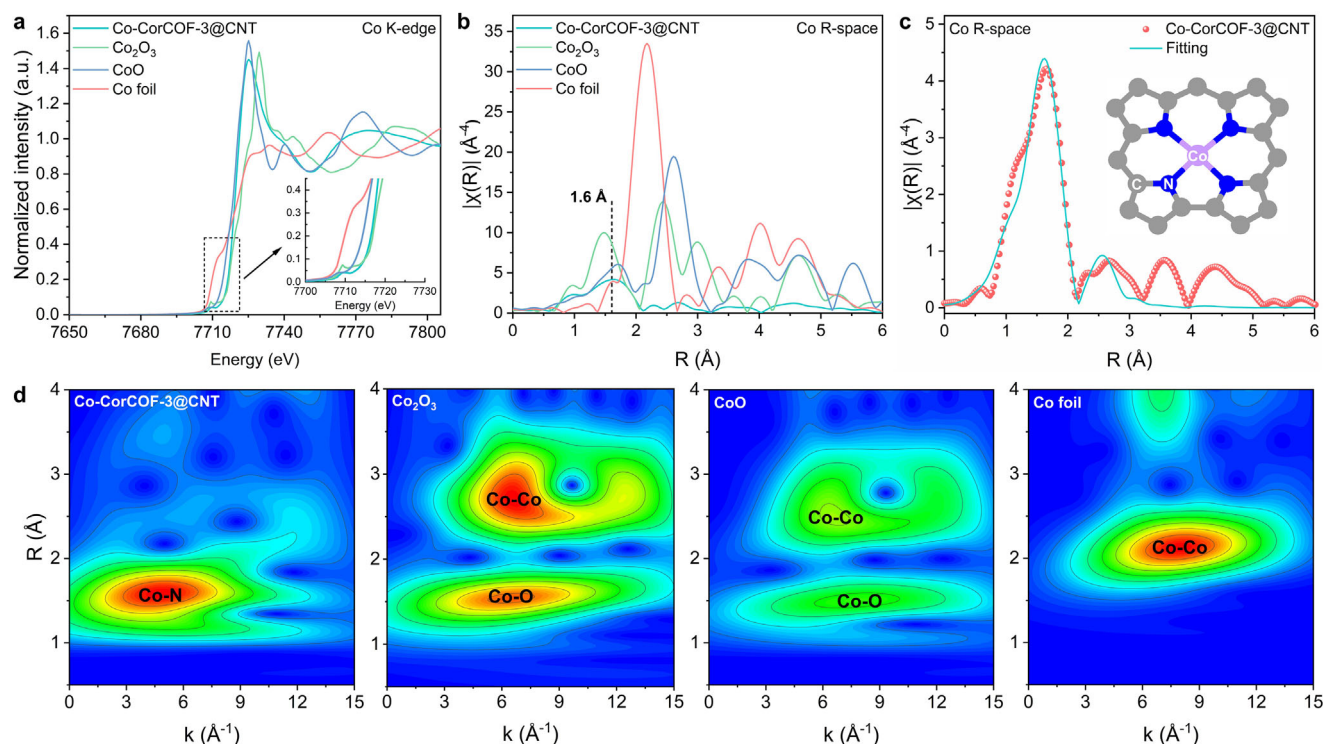 a
Co-CorCOF-3@CNT
Co₂O₃
CoO
Co foil
Co K-edge
Normalized intensity (a.u.)
1.6
1.4
1.2
1.0
0.8
0.6
0.4
0.2
0.0
7650
7680
7710
7740
7770
7800
Energy (eV)
0.4
0.3
0.2
0.1
0.0
7700
7710
7720
7730
Energy (eV)
b
Co-CorCOF-3@CNT
Co₂O₃
CoO
Co foil
Co R-space
|χ(R)| (Å⁻⁴)
35
30
25
20
15
10
5
0
1.6 Å
0
1
2
3
4
5
6
R (Å)
c
Co R-space
Co-CorCOF-3@CNT
Fitting
|χ(R)| (Å⁻⁴)
5
4
3
2
1
0
Co
C
N
0
1
2
3
4
5
6
R (Å)
d
Co-CorCOF-3@CNT
R (Å)
4
3
2
1
Co-N
0
3
6
9
12
15
k (Å⁻¹)
Co₂O₃
4
3
2
1
Co-Co
Co-O
0
3
6
9
12
15
k (Å⁻¹)
CoO
4
3
2
1
Co-Co
Co-O
0
3
6
9
12
15
k (Å⁻¹)
Co foil
4
3
2
1
Co-Co
0
3
6
9
12
15
k (Å⁻¹)